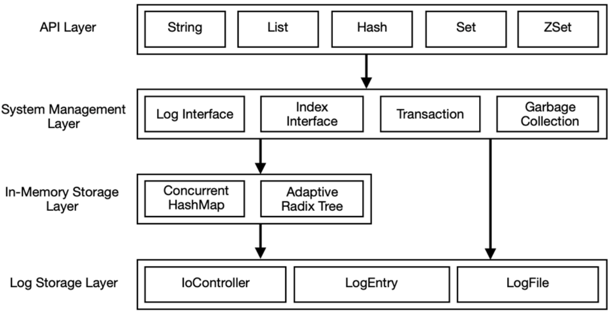 API Layer
String
List
Hash
Set
ZSet
System Management
Layer
Log Interface
Index
Interface
Transaction
Garbage
Collection
In-Memory Storage
Layer
Concurrent
HashMap
Adaptive
Radix Tree
Log Storage Layer
IoController
LogEntry
LogFile